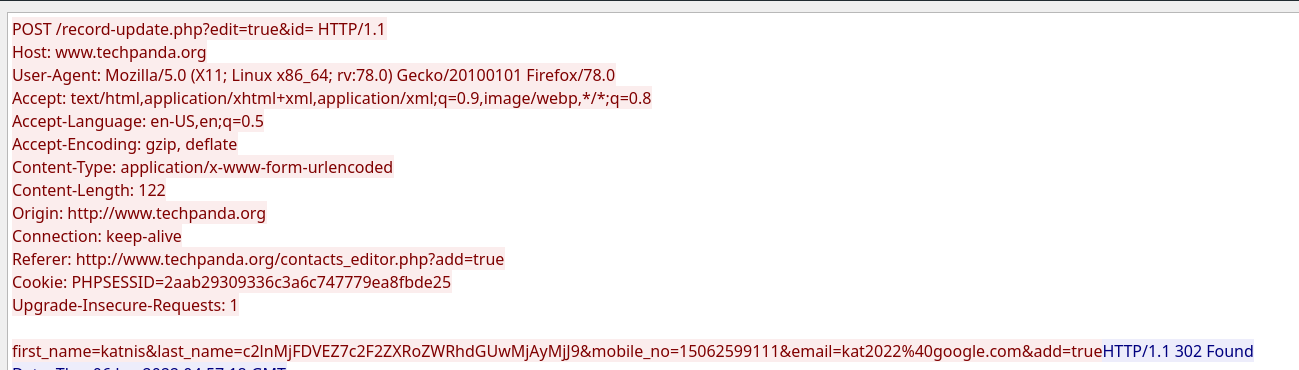 POST /record-update.php?edit=true&id= HTTP/1.1
Host: www.techpanda.org
User-Agent: Mozilla/5.0 (X11; Linux x86_64; rv:78.0) Gecko/20100101 Firefox/78.0
Accept: text/html,application/xhtml+xml,application/xml;q=0.9,image/webp,*/*;q=0.8
Accept-Language: en-US,en;q=0.5
Accept-Encoding: gzip, deflate
Content-Type: application/x-www-form-urlencoded
Content-Length: 122
Origin: http://www.techpanda.org
Connection: keep-alive
Referer: http://www.techpanda.org/contacts_editor.php?add=true
Cookie: PHPSESSID=2aab29309336c3a6c747779ea8fbde25
Upgrade-Insecure-Requests: 1
first_name=katnis&last_name=c2lnMjFDVEZ7c2F2ZXRoZWRhdGUwMjAyMjJ9&mobile_no=15062599111&email=kat2022%40google.com&add=trueHTTP/1.1 302 Found